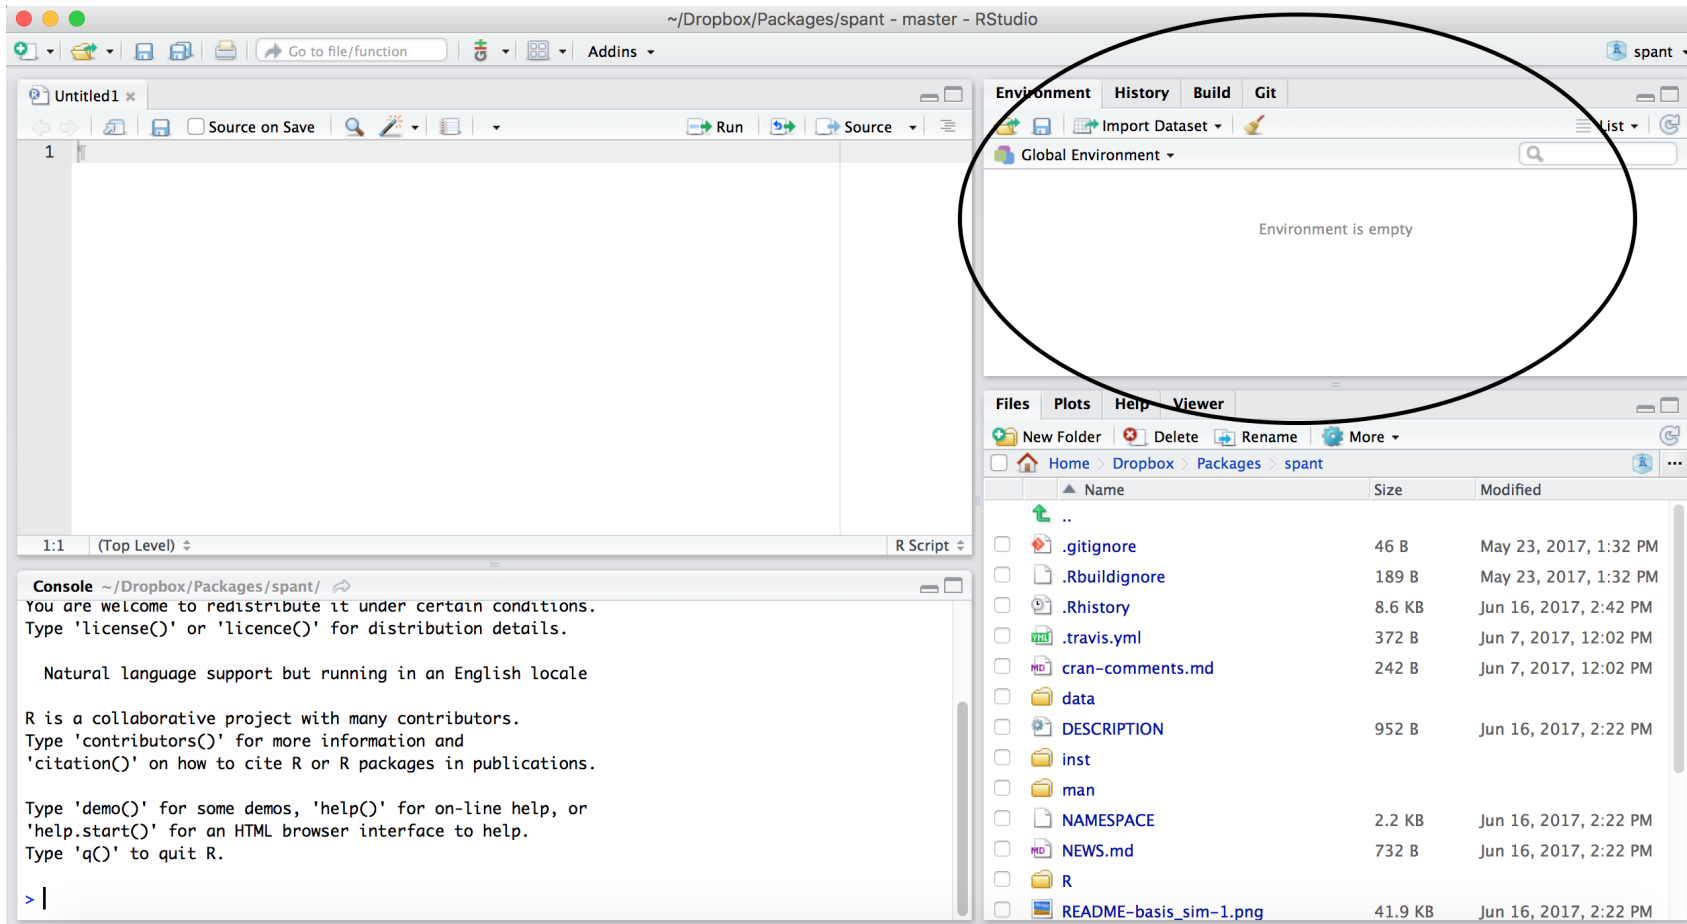 ~/Dropbox/Packages/spant - master - RStudio
Go to file/function
Addins
spant
Untitled1
Source on Save
Run
Source
1
1:1 (Top Level)
R Script
Console ~/Dropbox/Packages/spant/
You are welcome to redistribute it under certain conditions.
Type 'license()' or 'licence()' for distribution details.
Natural language support but running in an English locale
R is a collaborative project with many contributors.
Type 'contributors()' for more information and
'citation()' on how to cite R or R packages in publications.
Type 'demo()' for some demos, 'help()' for on-line help, or
'help.start()' for an HTML browser interface to help.
Type 'q()' to quit R.
>
Environment History Build Git
Import Dataset
List
Global Environment
Environment is empty
Files Plots Help Viewer
New Folder Delete Rename More
Home Dropbox Packages spant
...
Name Size Modified
..
.gitignore 46 B May 23, 2017, 1:32 PM
.Rbuildignore 189 B May 23, 2017, 1:32 PM
.Rhistory 8.6 KB Jun 16, 2017, 2:42 PM
.travis.yml 372 B Jun 7, 2017, 12:02 PM
cran-comments.md 242 B Jun 7, 2017, 12:02 PM
data
DESCRIPTION 952 B Jun 16, 2017, 2:22 PM
inst
man
NAMESPACE 2.2 KB Jun 16, 2017, 2:22 PM
NEWS.md 732 B Jun 16, 2017, 2:22 PM
R
README-basis_sim-1.png 41.9 KB Jun 16, 2017, 2:22 PM